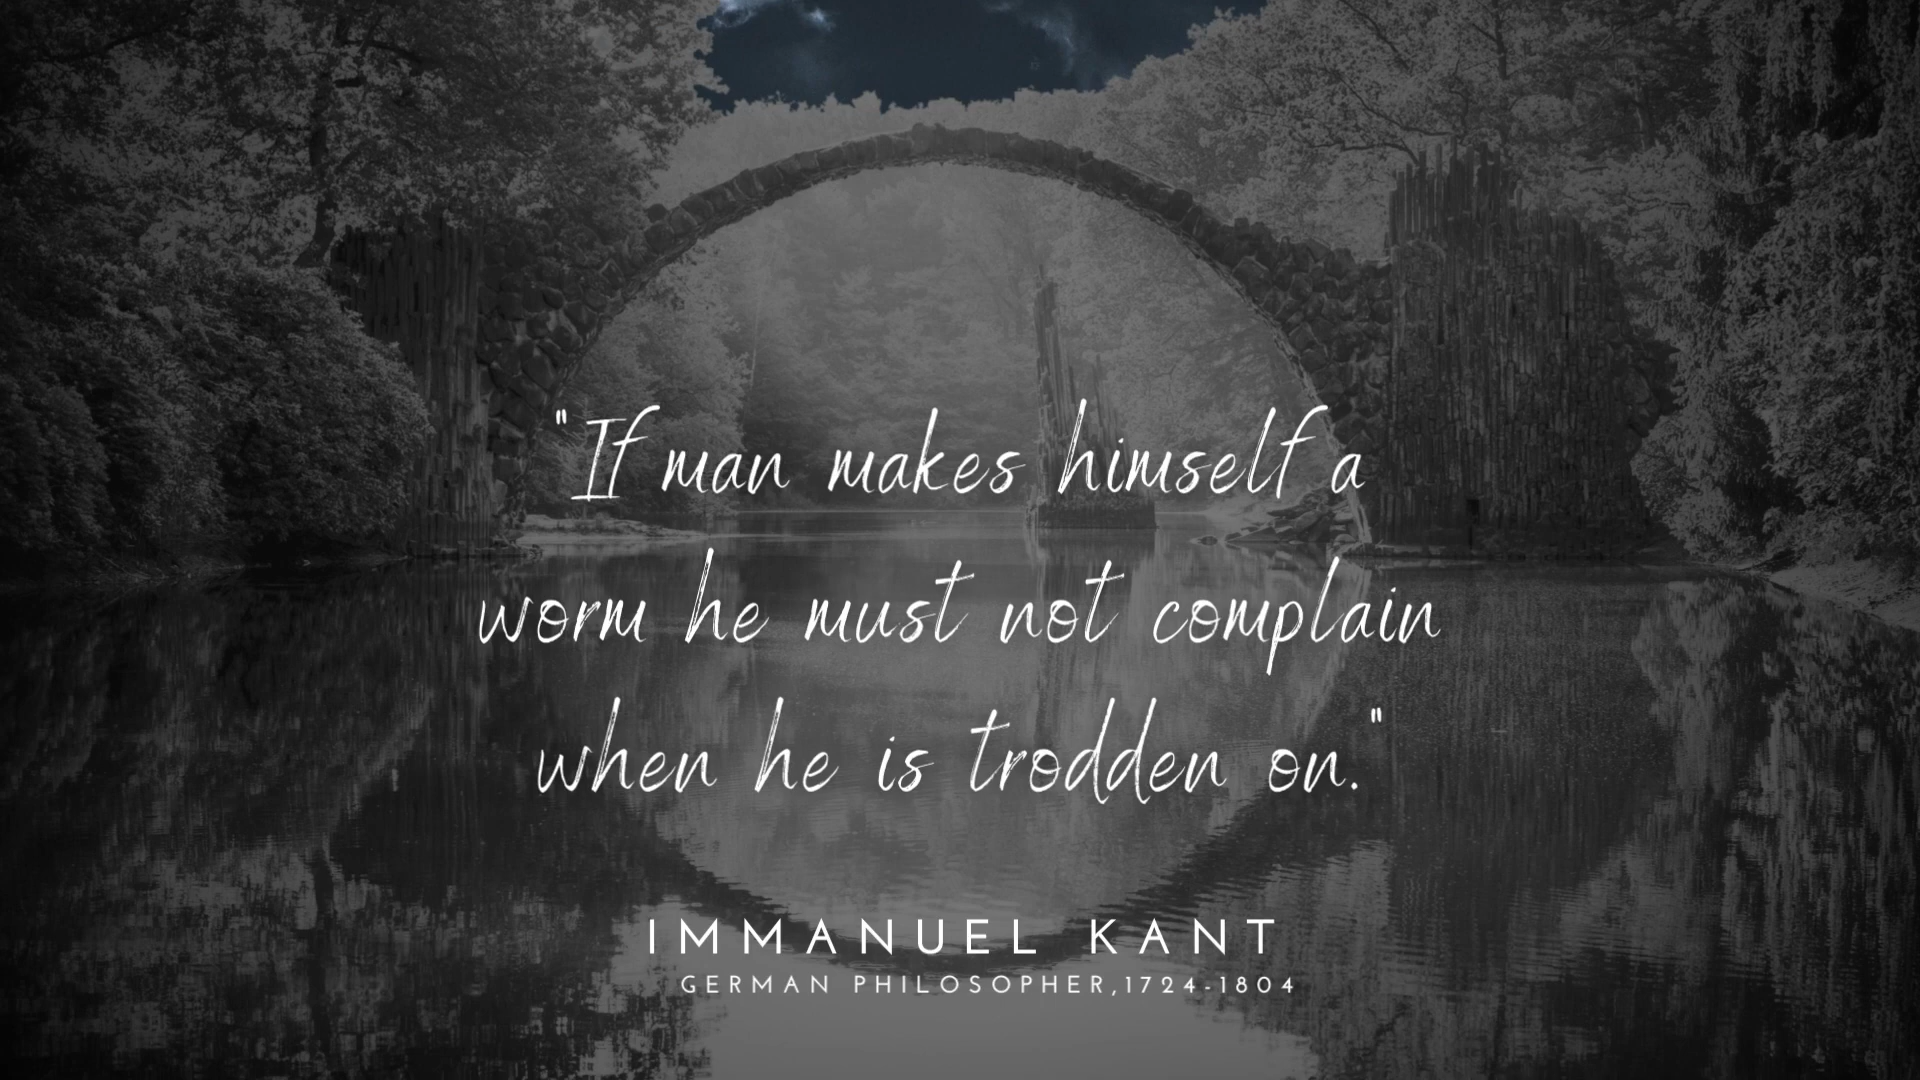 "If man makes himself a
worm he must not complain
when he is trodden on."
IMMANUEL KANT
GERMAN PHILOSOPHER,1724-1804